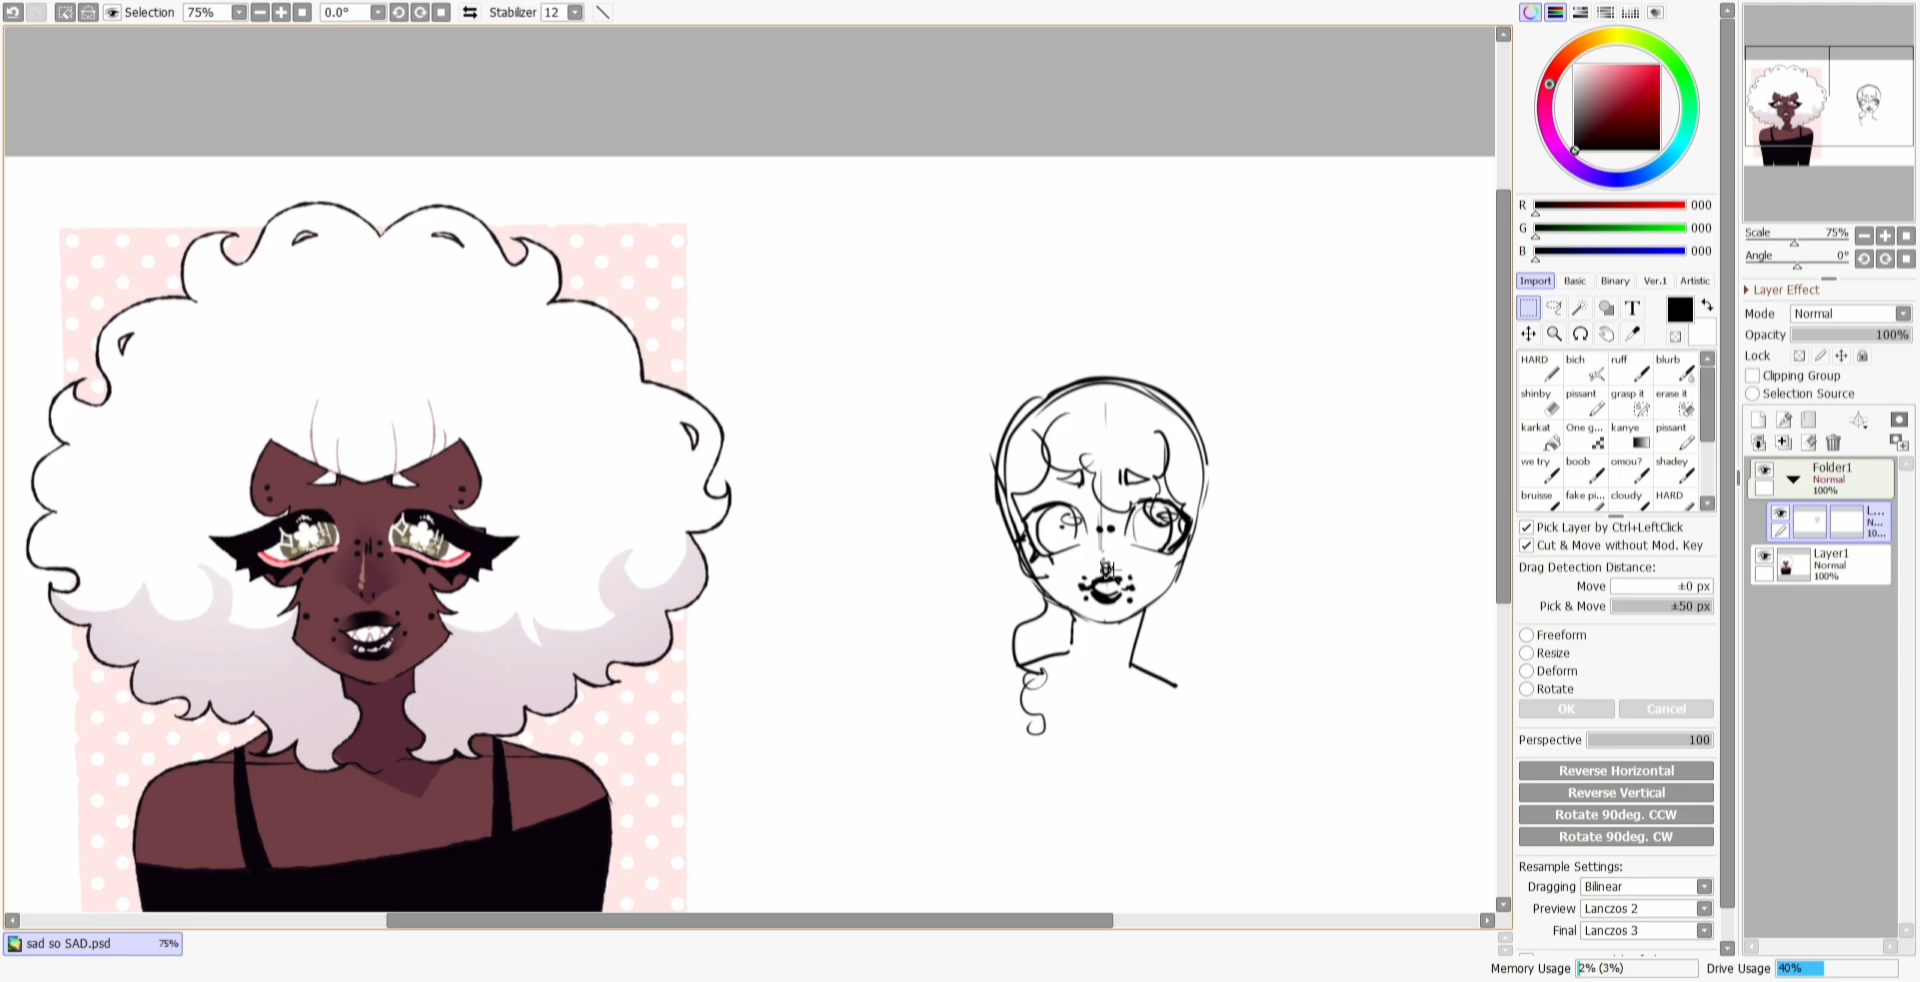 Selection 75% 0.0° Stabilizer 12
R 000
G 000
B 000
Import Basic Binary Ver.1 Artistic
T
HARD bich ruff blurb
shinby pissant grasp it erase it
karkat One g... kanye pissant
we try boob omou? shadey
bruisse fake pi... cloudy HARD
Pick Layer by Ctrl+LeftClick
Cut & Move without Mod. Key
Drag Detection Distance:
Move ±0 px
Pick & Move ±50 px
Freeform
Resize
Deform
Rotate
OK Cancel
Perspective 100
Reverse Horizontal
Reverse Vertical
Rotate 90deg. CCW
Rotate 90deg. CW
Resample Settings:
Dragging Bilinear
Preview Lanczos 2
Final Lanczos 3
Scale 75%
Angle 0°
Layer Effect
Mode Normal
Opacity 100%
Lock
Clipping Group
Selection Source
Folder1
Normal
100%
L...
N...
10...
Layer1
Normal
100%
sad so SAD.psd 75%
Memory Usage 2% (3%) Drive Usage 40%